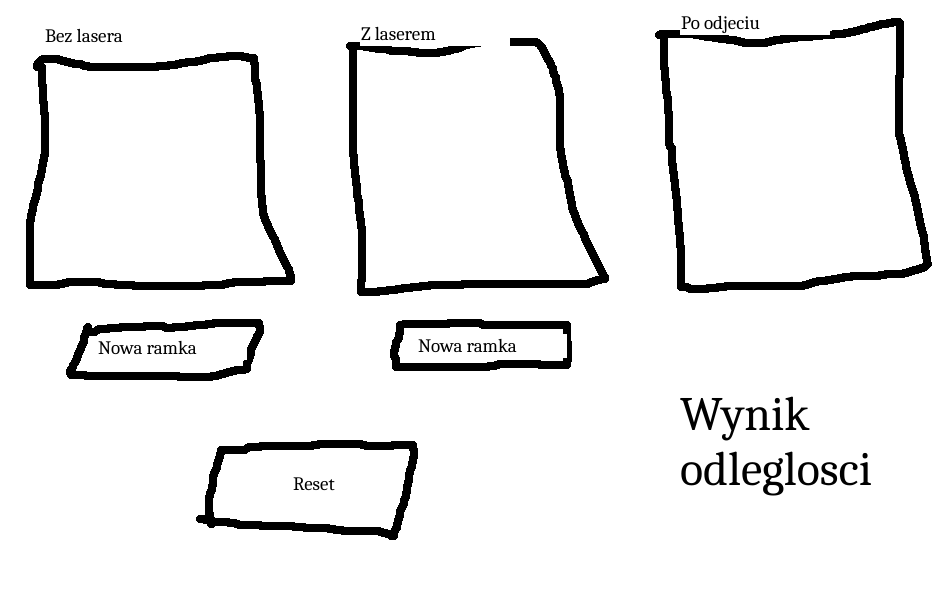 Bez lasera
Z laserem
Po odjeciu
Nowa ramka
Nowa ramka
Wynik
odleglosci
Reset